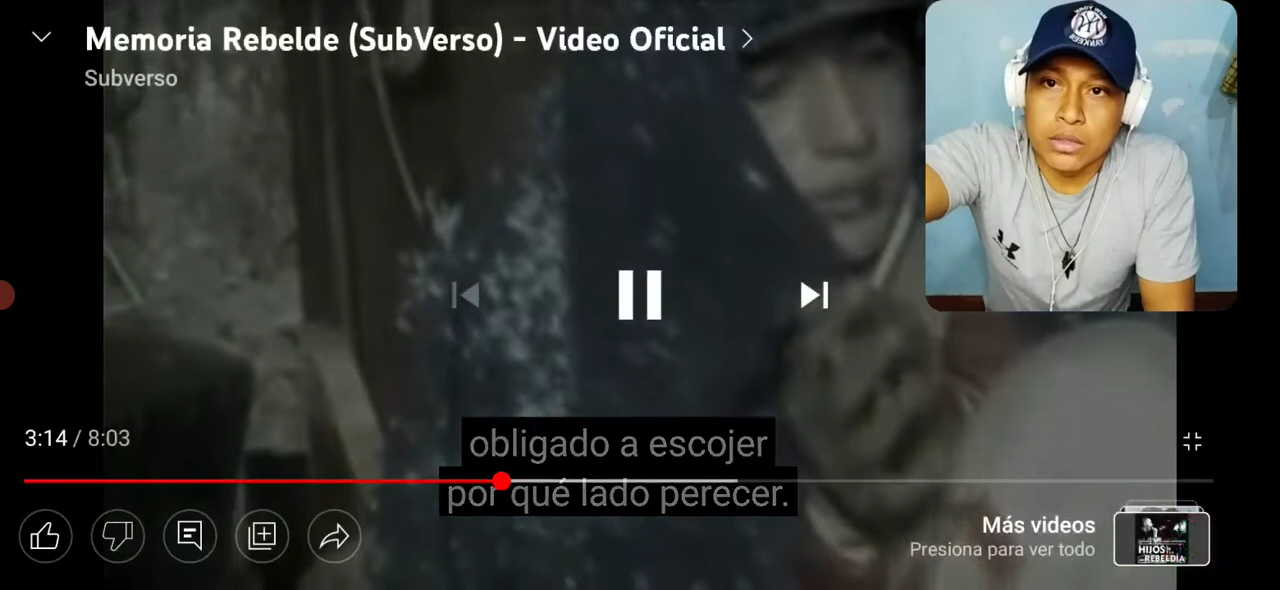 Memoria Rebelde (SubVerso) - Video Oficial
Subverso
obligado a escojer
3:14 / 8:03
por qué lado perecer.
Más videos
Presiona para ver todo
HIJOS
REBELDIA